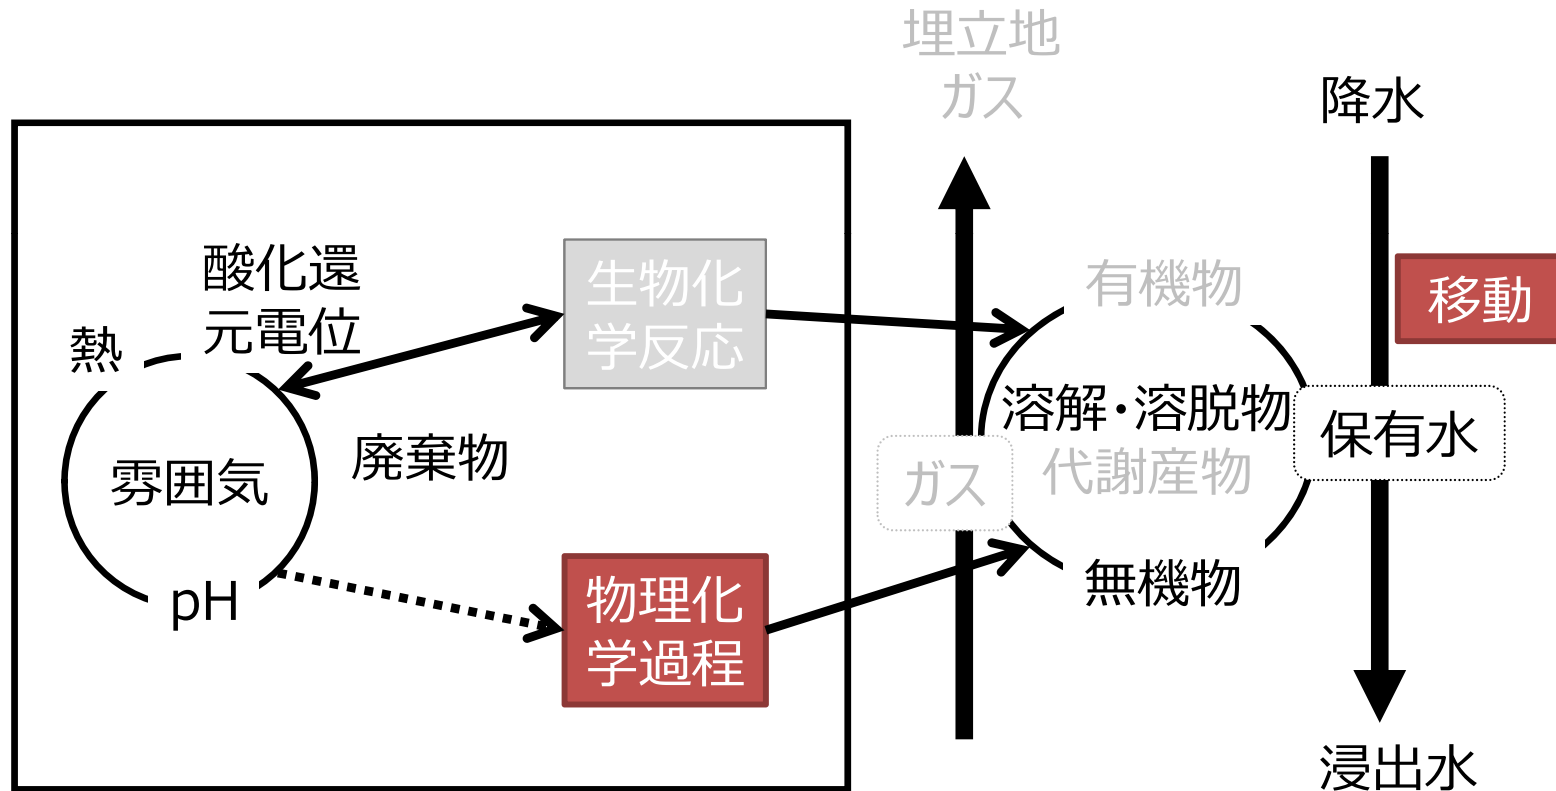 埋立地
ガス
降水
酸化還
元電位
熱
生物化
学反応
有機物
移動
廃棄物
雰囲気
溶解・溶脱物
代謝産物
ガス
保有水
pH
物理化
学過程
無機物
浸出水